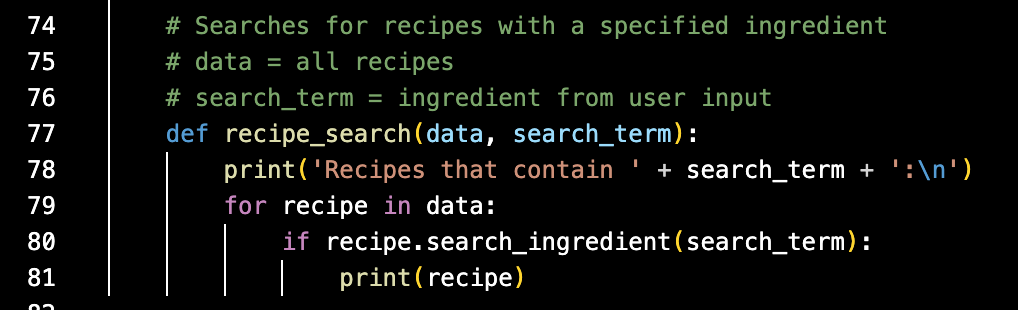 74 # Searches for recipes with a specified ingredient
75 # data = all recipes
76 # search_term = ingredient from user input
77 def recipe_search(data, search_term):
78 print('Recipes that contain ' + search_term + ':\n')
79 for recipe in data:
80 if recipe.search_ingredient(search_term):
81 print(recipe)